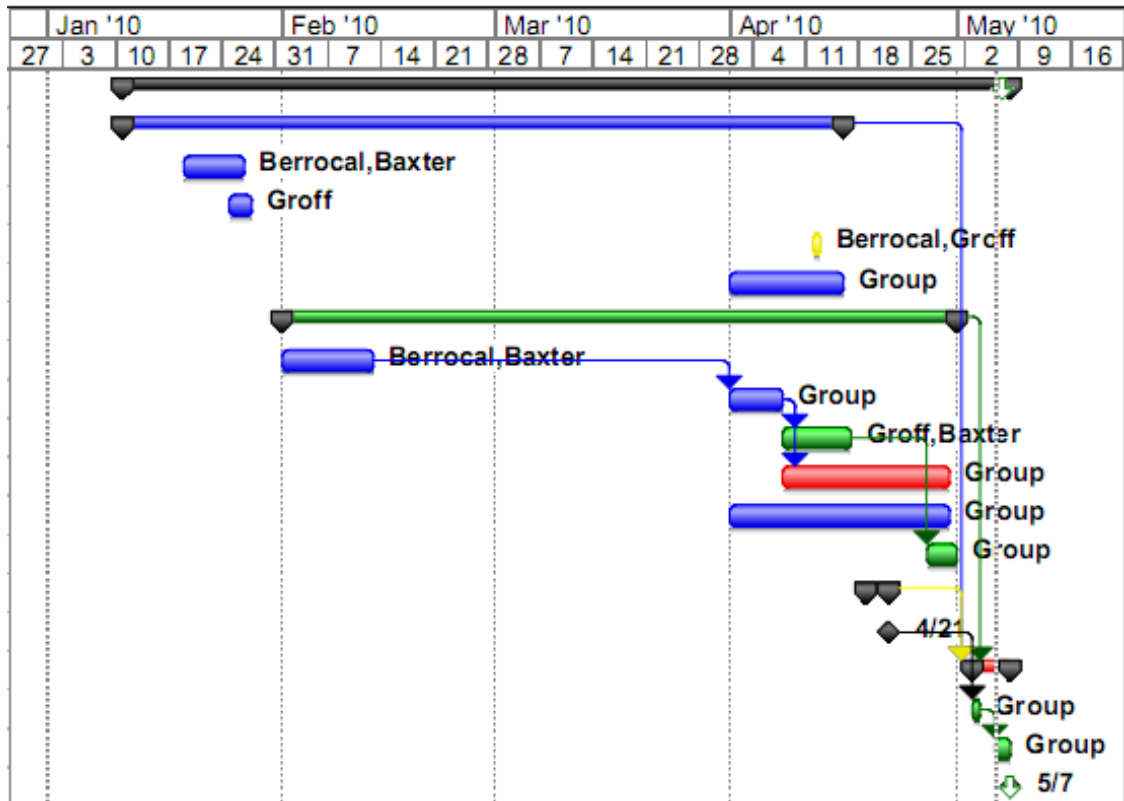 Jan '10 Feb '10 Mar '10 Apr '10 May '10
27 3 10 17 24 31 7 14 21 28 7 14 21 28 4 11 18 25 2 9 16
Berrocal,Baxter
Groff
Berrocal,Groff
Group
Berrocal,Baxter
Group
Groff,Baxter
Group
Group
Group
4/21
Group
Group
5/7